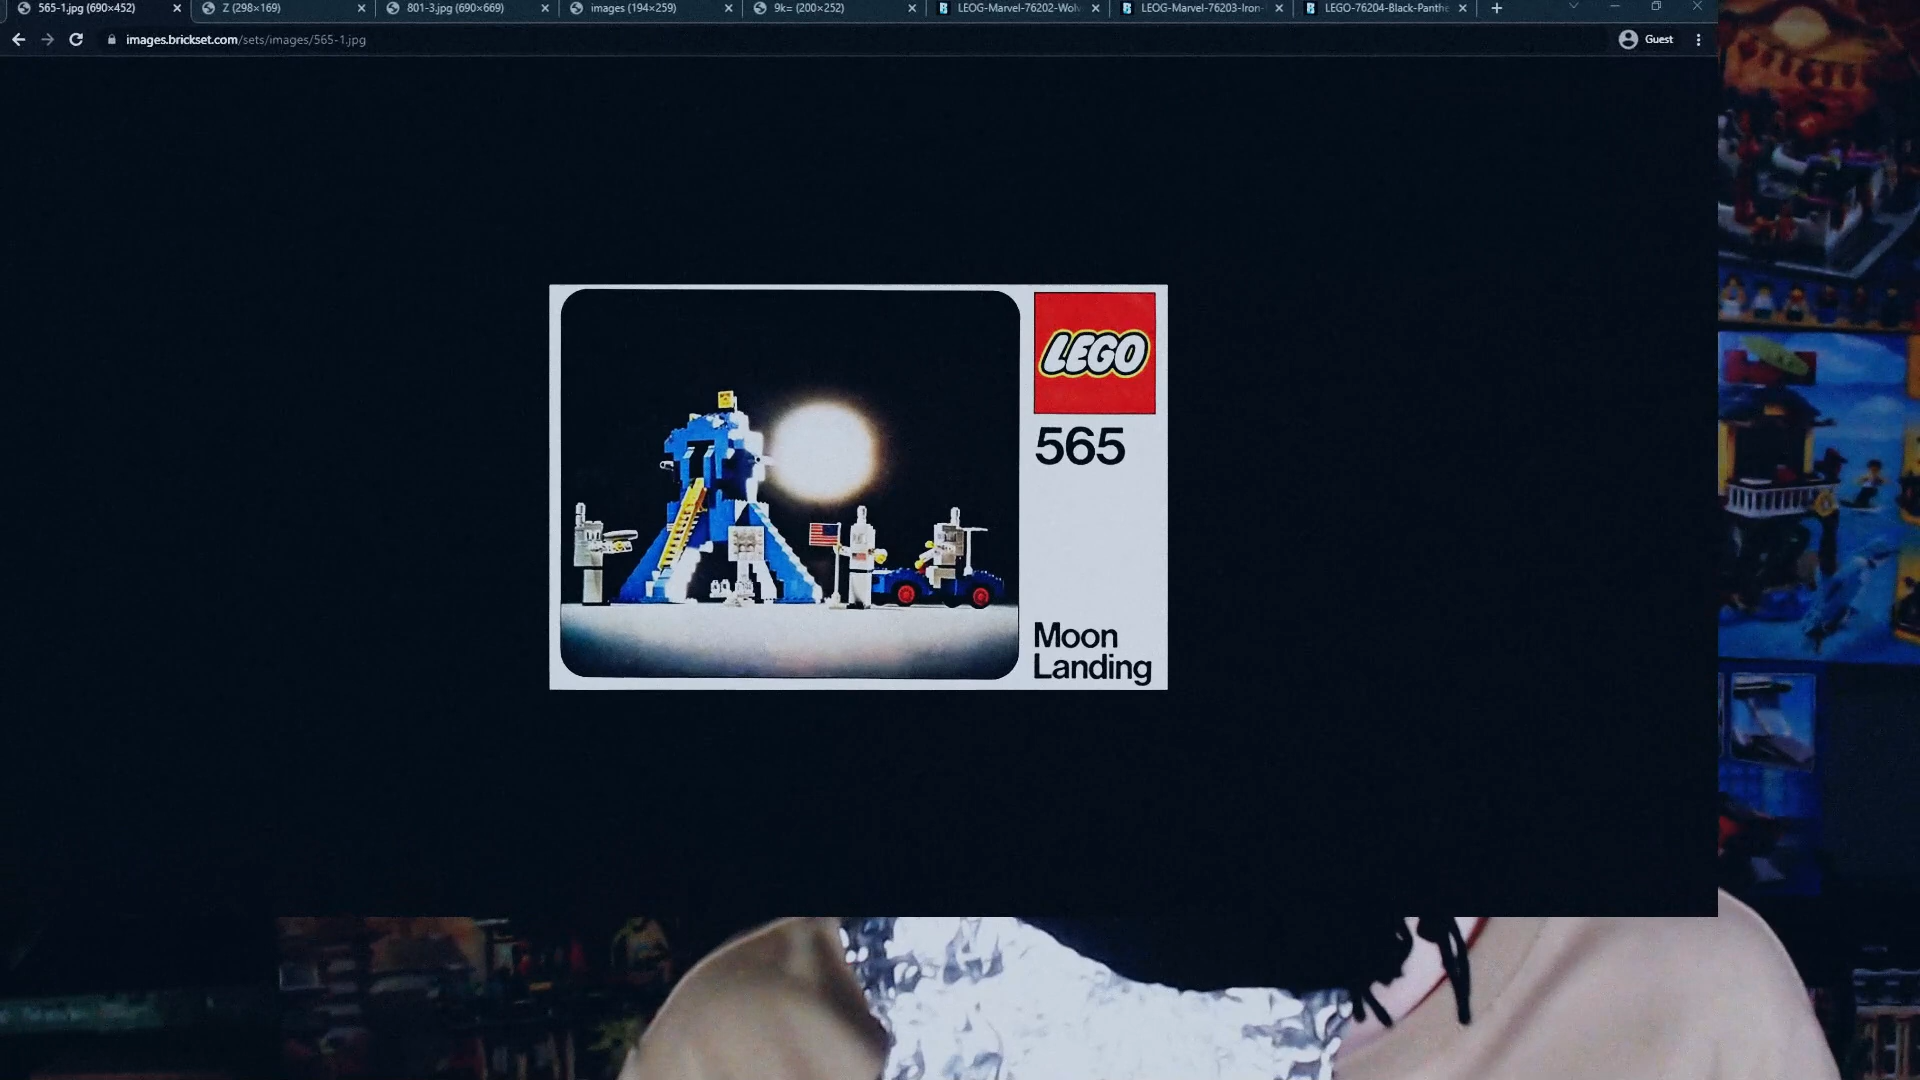 565-1.jpg (690×452)
Z (298×169)
801-3.jpg (690×669)
images (194×259)
9k= (200×252)
LEOG-Marvel-76202-Wolv
LEOG-Marvel-76203-Iron-
LEGO-76204-Black-Panthe
images.brickset.com/sets/images/565-1.jpg
Guest
LEGO
565
Moon
Landing